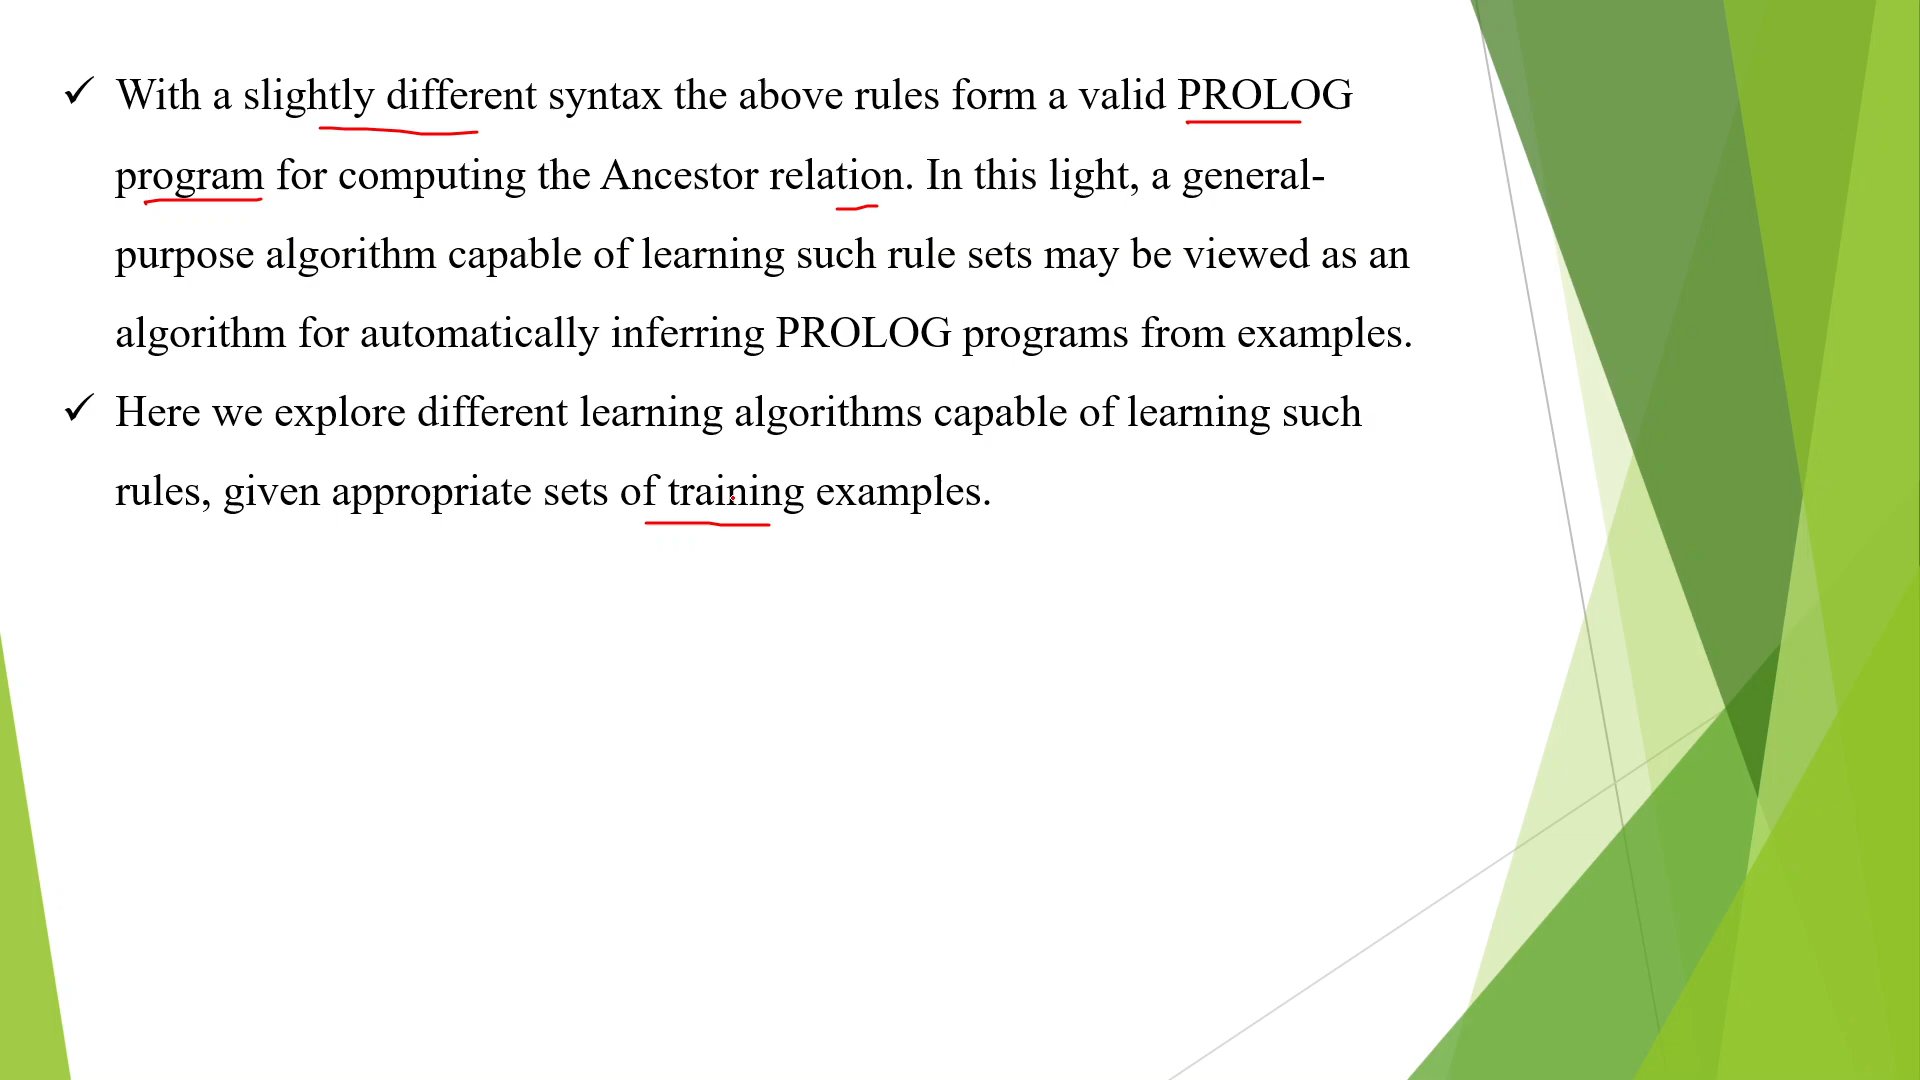 ✓ With a slightly different syntax the above rules form a valid PROLOG
program for computing the Ancestor relation. In this light, a general-
purpose algorithm capable of learning such rule sets may be viewed as an
algorithm for automatically inferring PROLOG programs from examples.
✓ Here we explore different learning algorithms capable of learning such
rules, given appropriate sets of training examples.